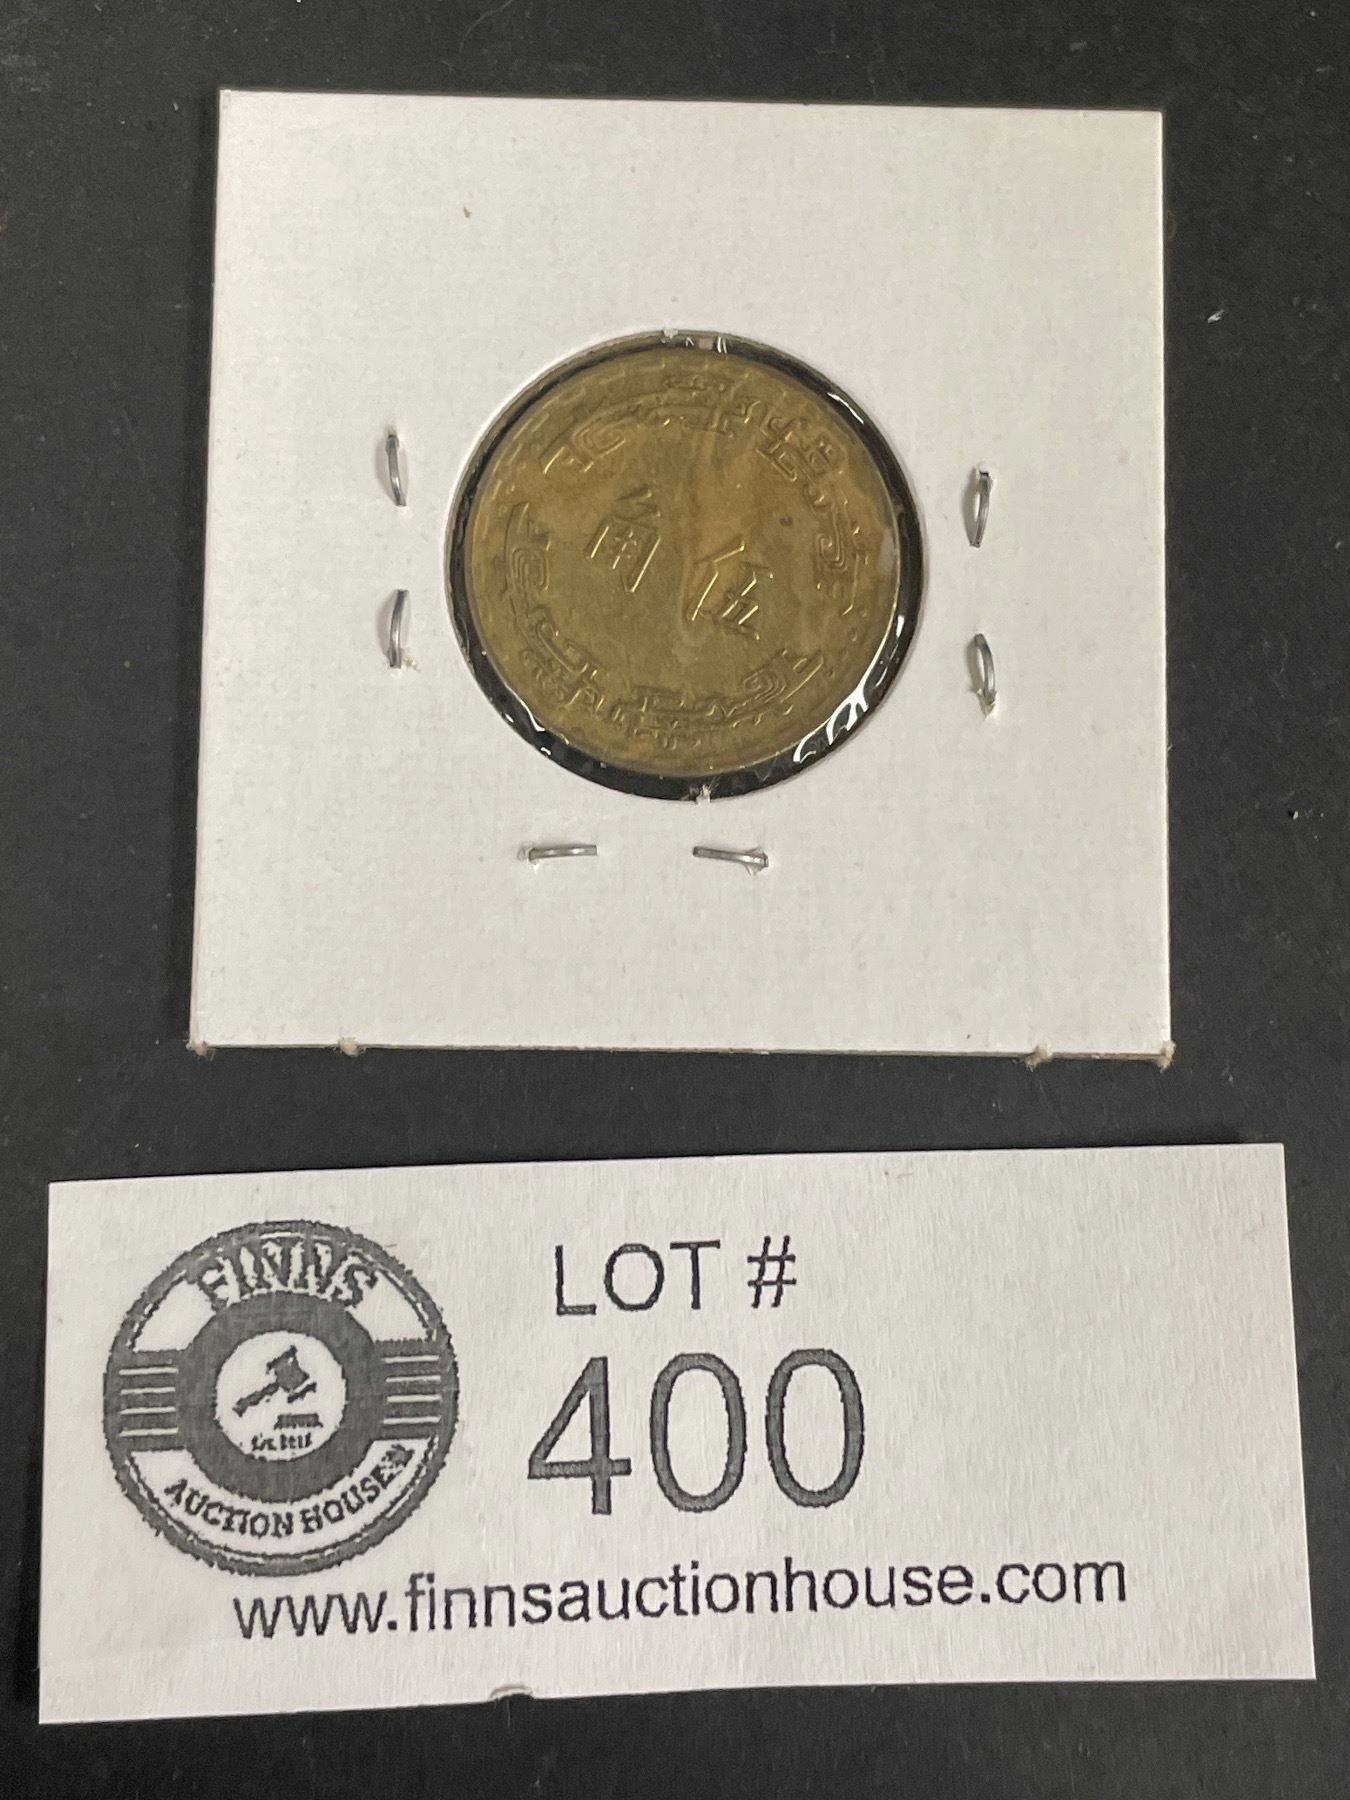 伍角
FINNS
AUCTION HOUSE
LOT #
400
www.finnsauctionhouse.com